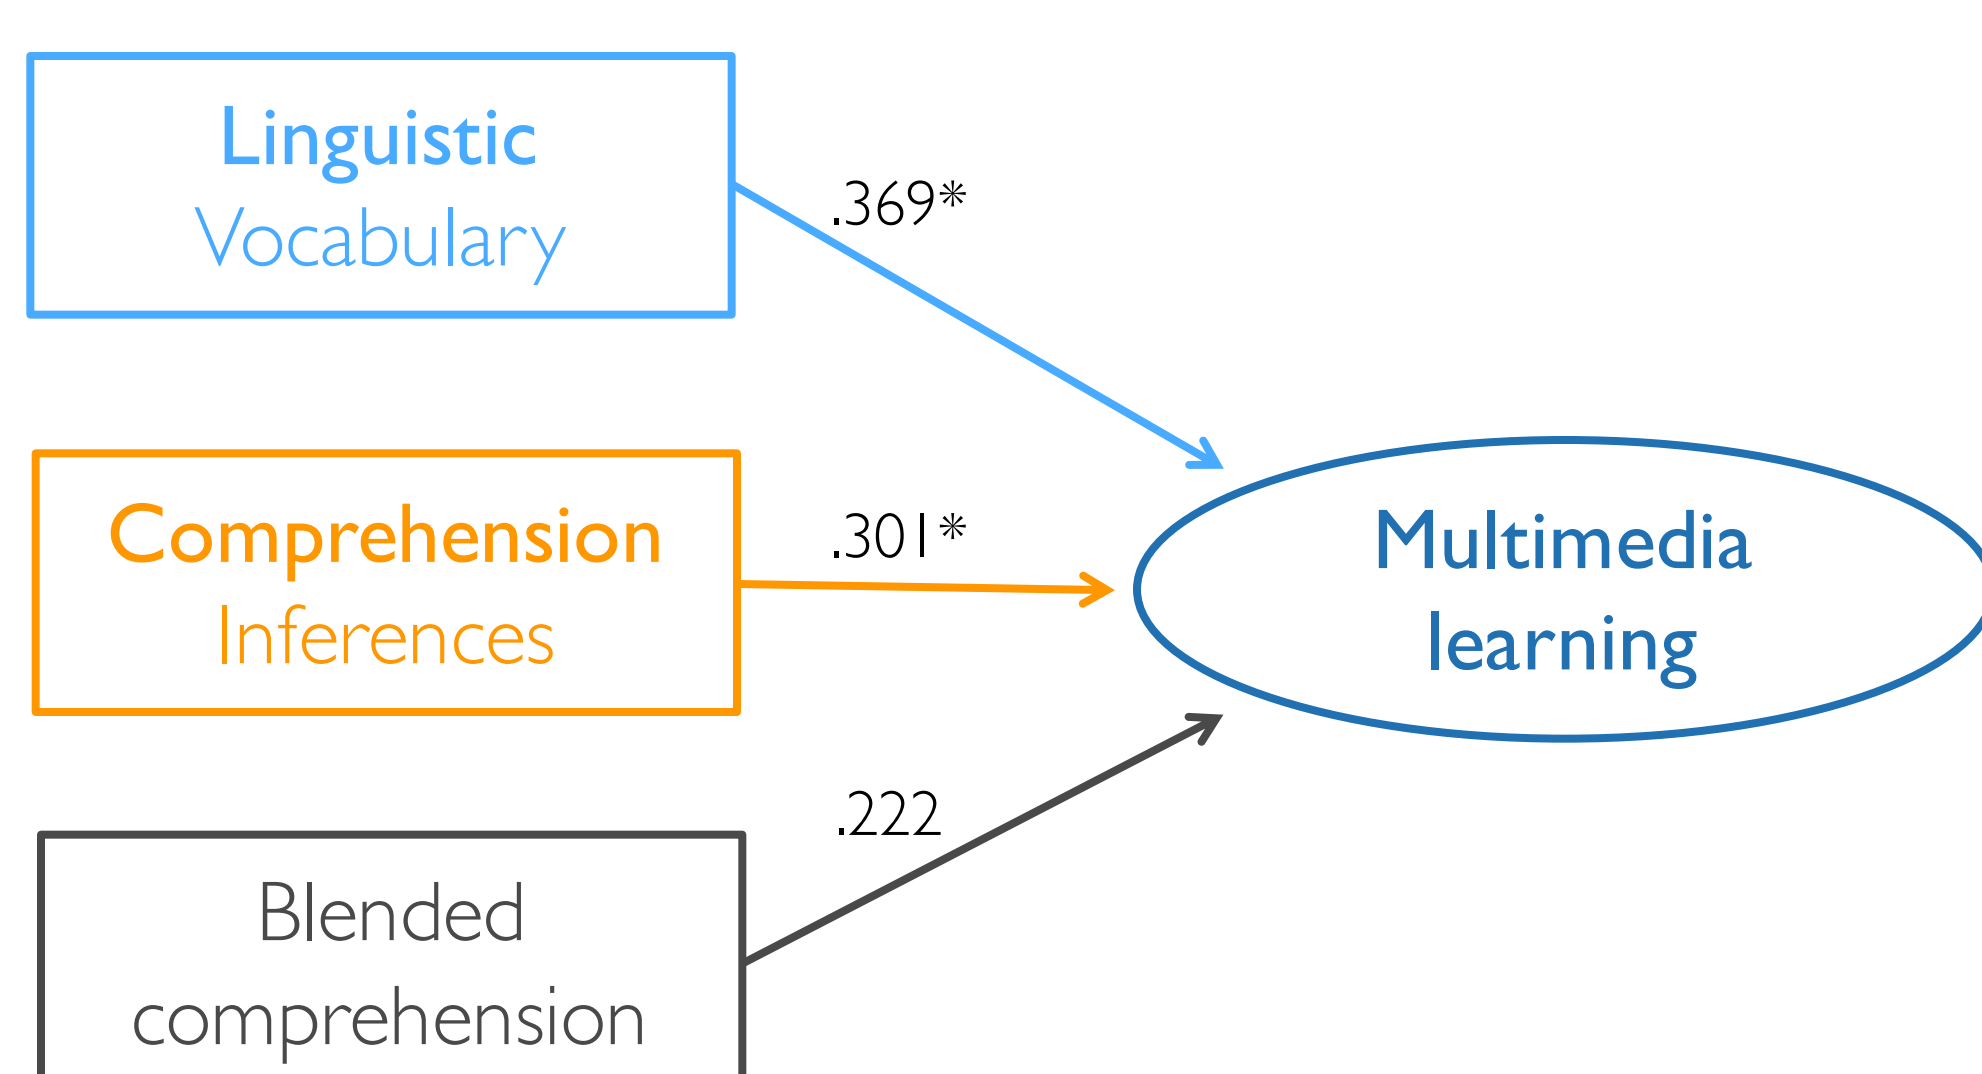 Linguistic
Vocabulary
.369*
Comprehension
Inferences
.301*
Multimedia
learning
.222
Blended
comprehension